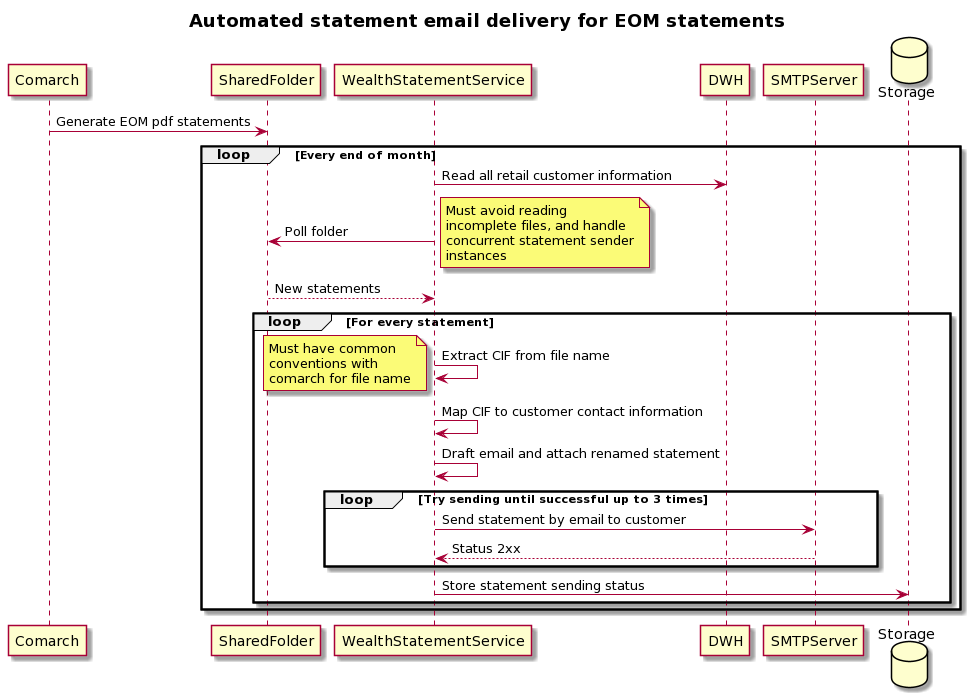 Automated statement email delivery for EOM statements
Comarch
SharedFolder
WealthStatementService
DWH
SMTPServer
Storage
Generate EOM pdf statements
loop
[Every end of month]
Read all retail customer information
Must avoid reading
incomplete files, and handle
concurrent statement sender
instances
Poll folder
New statements
loop
[For every statement]
Must have common
conventions with
comarch for file name
Extract CIF from file name
Map CIF to customer contact information
Draft email and attach renamed statement
loop
[Try sending until successful up to 3 times]
Send statement by email to customer
Status 2xx
Store statement sending status
Comarch
SharedFolder
WealthStatementService
DWH
SMTPServer
Storage